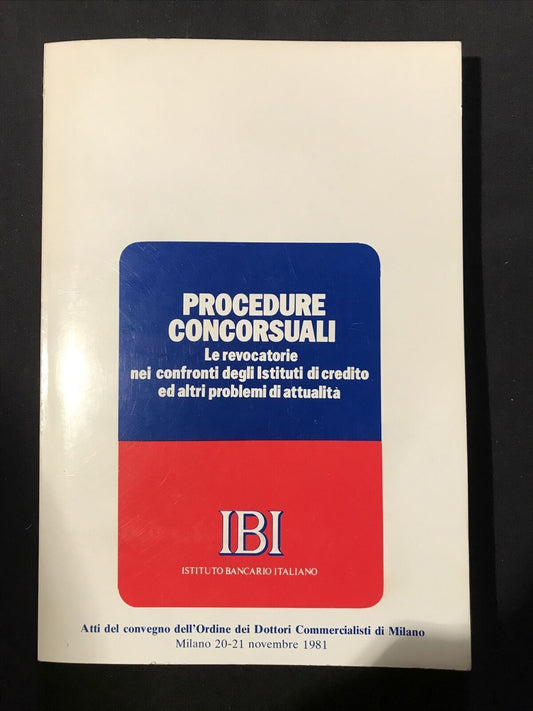 PROCEDURE
CONCORSUALI
Le revocatorie
nei confronti degli Istituti di credito
ed altri problemi di attualità
IBI
ISTITUTO BANCARIO ITALIANO
Atti del convegno dell'Ordine dei Dottori Commercialisti di Milano
Milano 20-21 novembre 1981